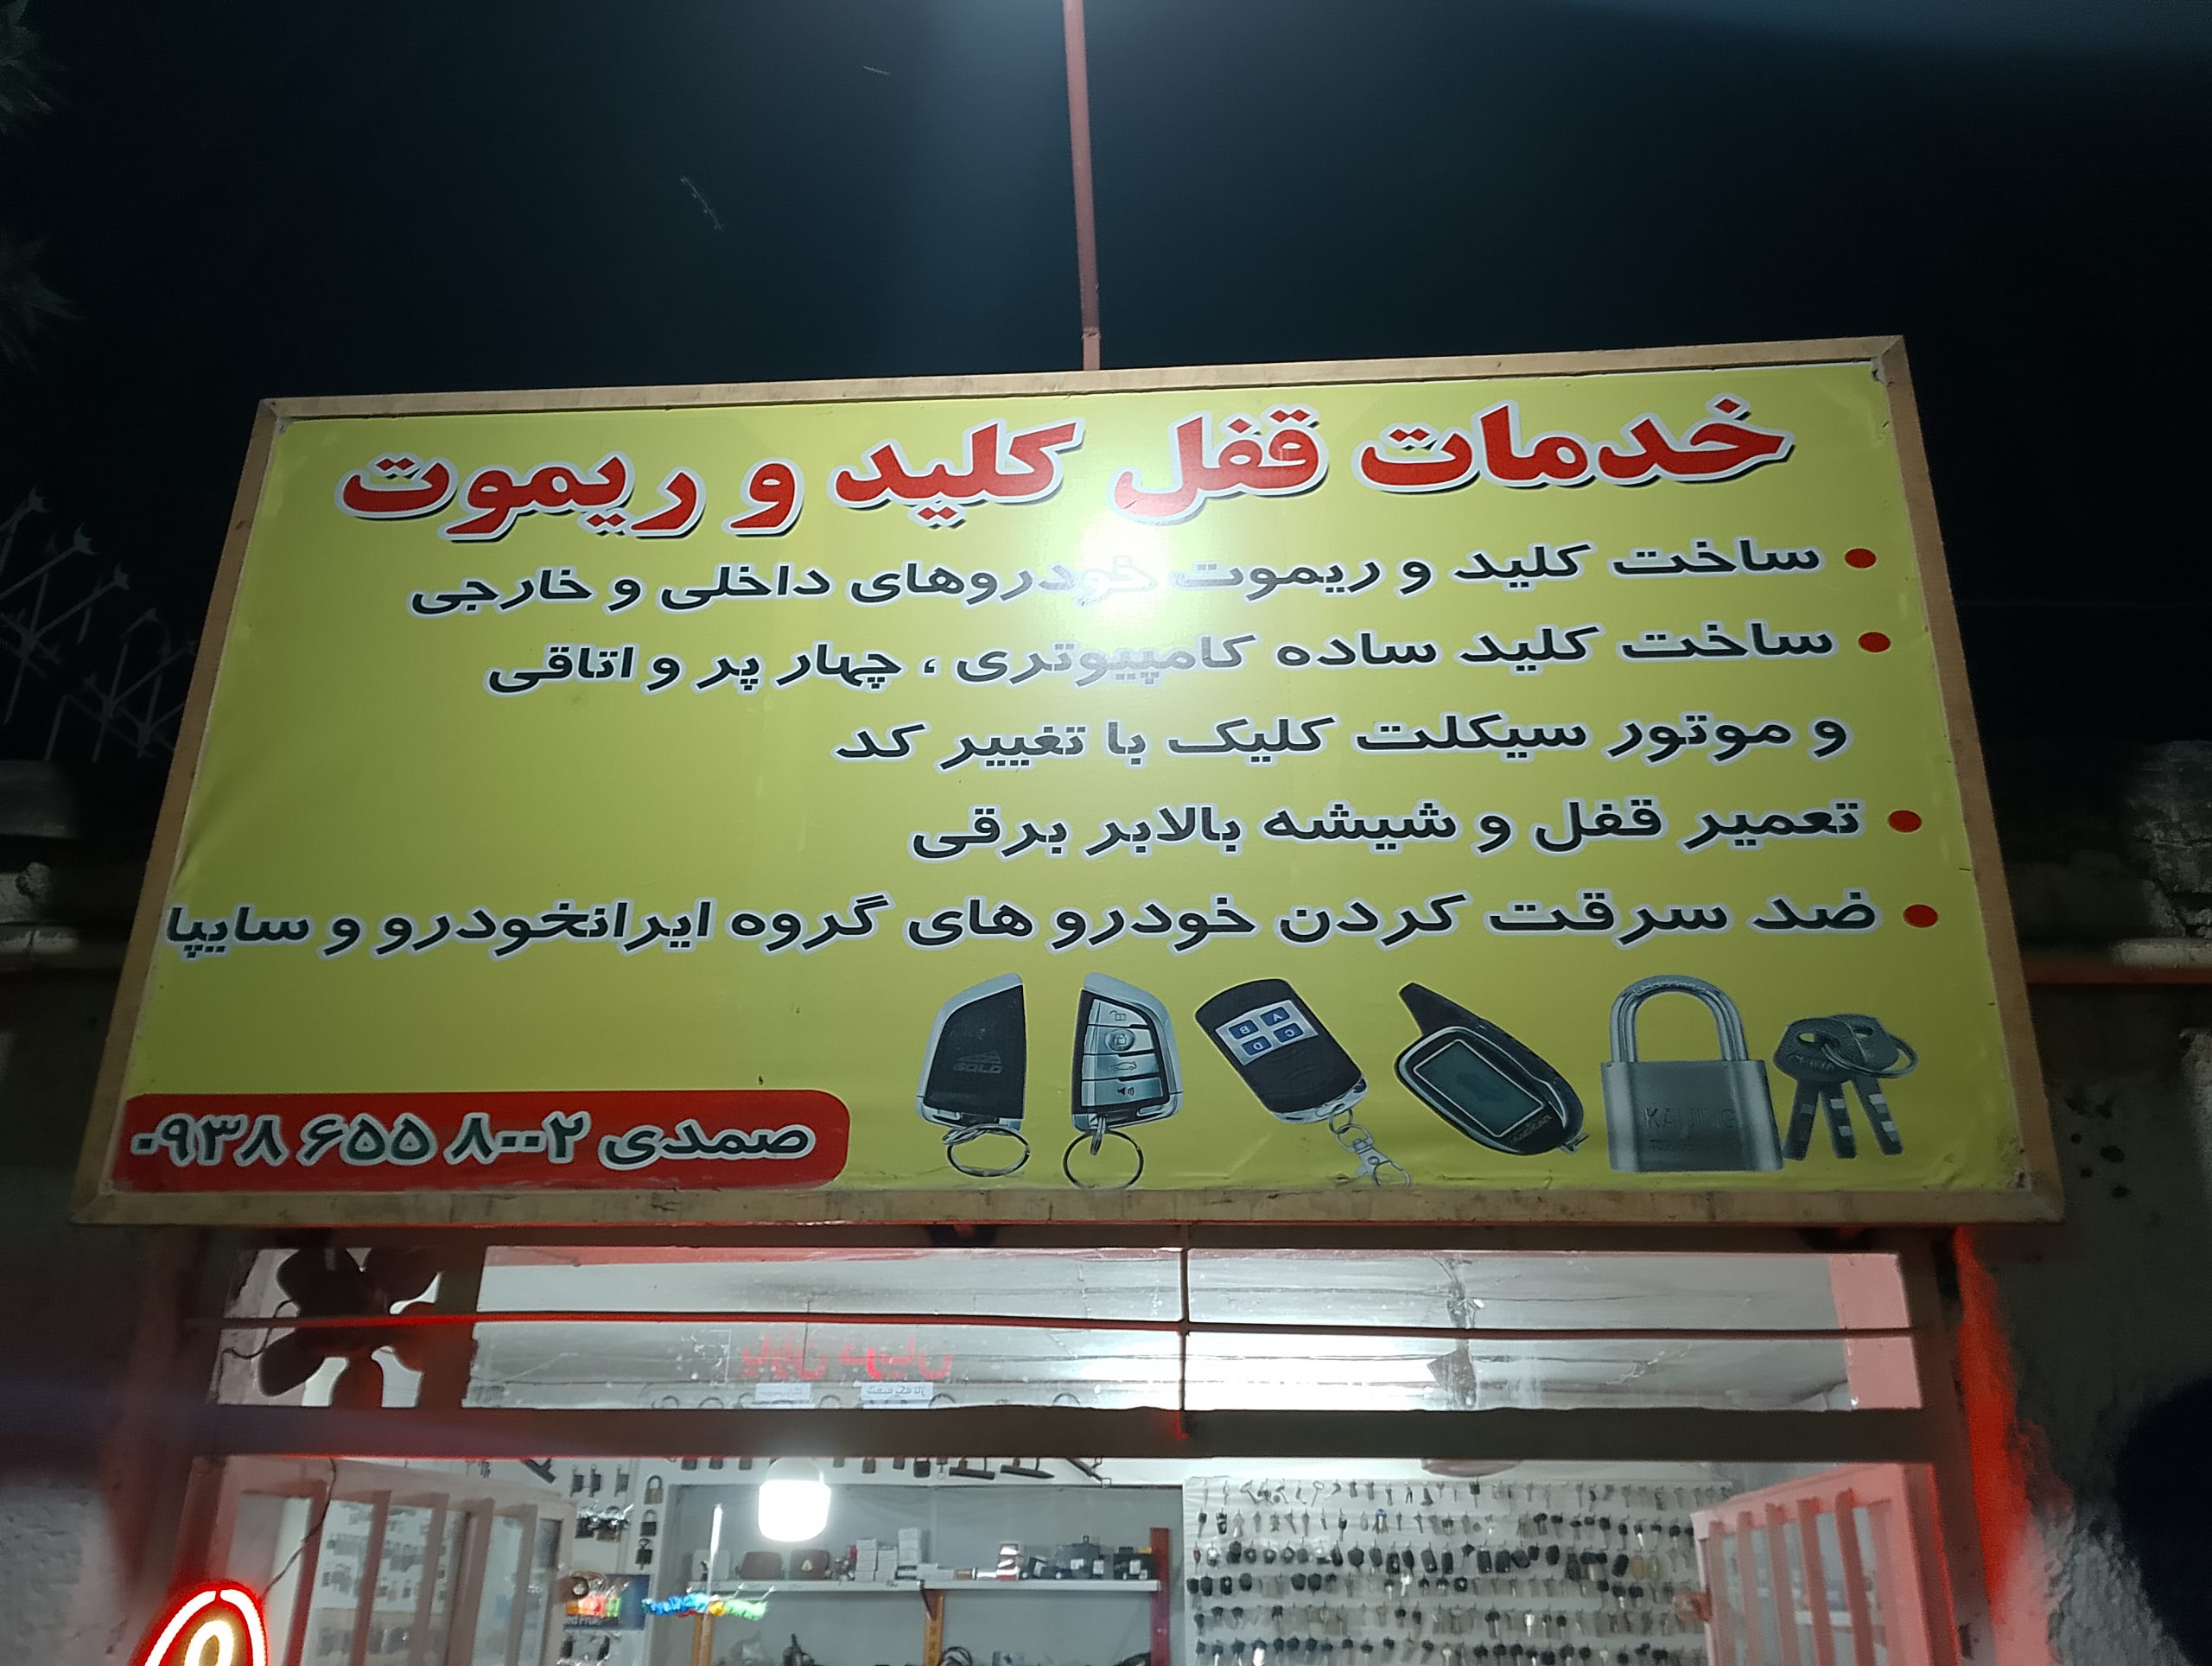 خدمات قفل کلید و ریموت
• ساخت کلید و ریموت خودروهای داخلی و خارجی
• ساخت کلید ساده کامپیوتری ، چهار پر و اتاقی
و موتور سیکلت کلیک با تغییر کد
• تعمیر قفل و شیشه بالابر برقی
• ضد سرقت کردن خودرو های گروه ایرانخودرو و سایپا
A
B
C
D
GOLD
صمدی ۰۹۳۸ ۶۵۵ ۸۰۰۲